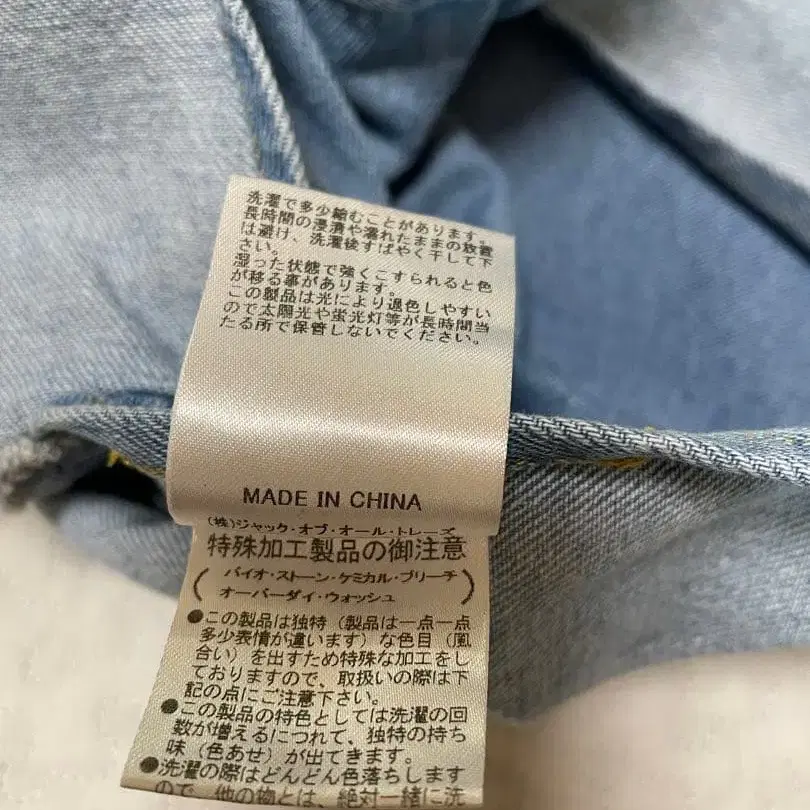 洗濯で多少縮むことがあります。
長時間の浸漬や濡れたままの放置
は避け、洗濯後すばやく干して下
さい。
湿った状態で強くこすられると色
が移る事があります。
この製品は光により退色しやすい
ので太陽光や蛍光灯等が長時間当
たる所で保管しないでください。
MADE IN CHINA
(株)ジャック・オブ・オール・トレーズ
特殊加工製品の御注意
(バイオ・ストーン・ケミカル・ブリーチ
オーバーダイ・ウォッシュ)
●この製品は独特(製品は一点一点
多少表情が違います)な色目(風
合い)を出すため特殊な加工をし
ておりますので、取扱いの際は下
記の点にご注意下さい。
●この製品の特色としては洗濯の回
数が増えるにつれて、独特の持ち
味(色あせ)が出てきます。
●洗濯の際はどんどん色落ちします
ので、他の物とは、絶対一緒に洗